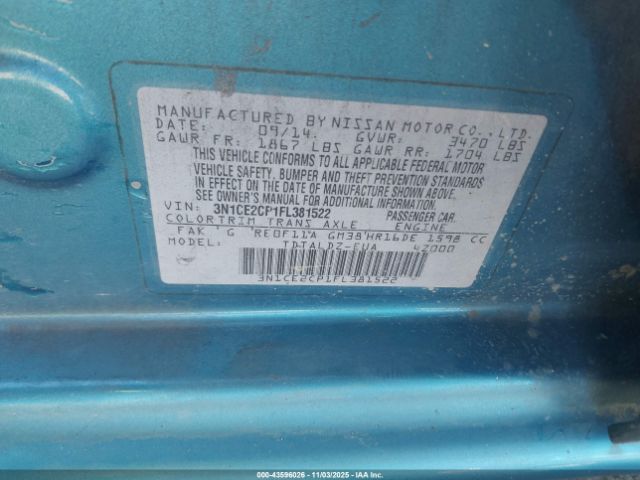 MANUFACTURED BY NISSAN MOTOR CO., LTD.
DATE: 09/14. GVWR: 3470 LBS
GAWR FR: 1867 LBS GAWR RR: 1704 LBS
THIS VEHICLE CONFORMS TO ALL APPLICABLE FEDERAL MOTOR
VEHICLE SAFETY, BUMPER, AND THEFT PREVENTION STANDARDS
IN EFFECT ON THE DATE OF MANUFACTURE SHOWN ABOVE.
SEE OWNER'S MANUAL FOR ADDITIONAL INFORMATION.
VIN: 3N1CE2CP1FL381522 PASSENGER CAR
COLOR TRIM TRANS AXLE ENGINE
FAK G RE0F11A GM38 HR16DE 1598 CC
MODEL: TDTALDZ-EUA 42000
3N1CE2CP1FL381522
000-43596026 - 11/03/2025 - IAAI.COM